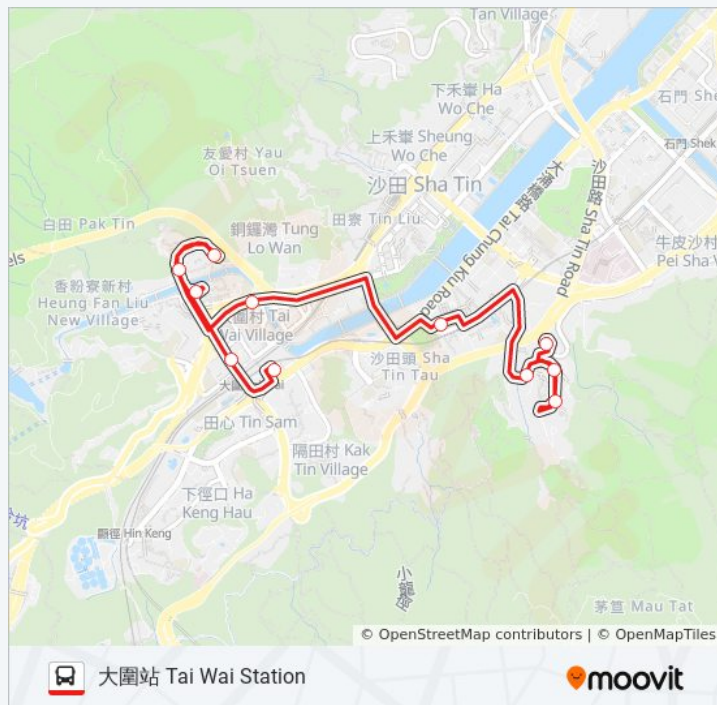 Tan Village
下禾輋 Ha
Wo Che
石門 She
石門 Shek
上禾輋 Sheung
Wo Che
友愛村 Yau
Oi Tsuen
沙田 Sha Tin
大涌橋路 Tai Chung Kiu Road
沙田路 Sha Tin Road
田寮 Tin Liu
銅鑼灣 Tung
Lo Wan
白田 Pak Tin
els
牛皮沙村
Pei Sha V
香粉寮新村
Heung Fan Liu
New Village
大圍村 Tai
Wai Village
沙田頭 Sha
Tin Tau
田心 Tin Sam
隔田村 Kak
Tin Village
下徑口 Ha
Keng Hau
顯徑 Hin Keng
茅笪 Mau Tat
© OpenStreetMap contributors | © OpenMapTiles
大圍站 Tai Wai Station
moovit